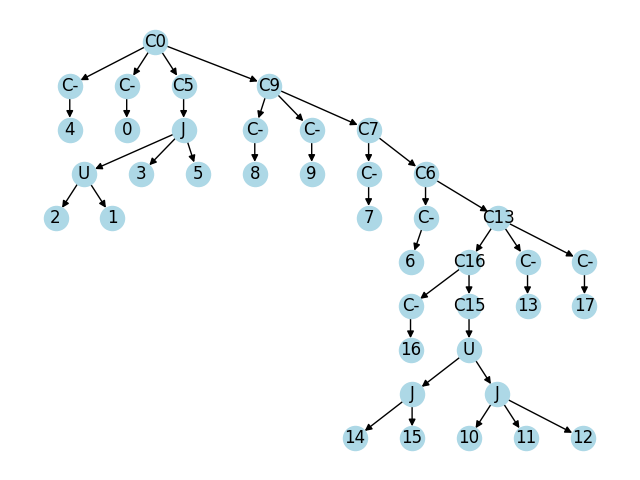 C0
C- C- C5 C9
4 0 J C- C- C7
U 3 5 8 9 C- C6
2 1 7 C- C13
6 C16 C- C-
C- C15 13 17
16 U
J J
14 15 10 11 12